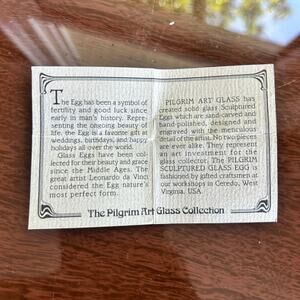 The Egg has been a symbol of
fertility and good luck since
early in man's history. Repre-
senting the ongoing beauty of
life, the Egg is a favorite gift at
weddings, birthdays, and happy
holidays all over the world.
Glass Eggs have been col-
lected for their beauty and grace
since the Middle Ages. The
great artist Leonardo da Vinci
considered the Egg nature's
most perfect form.
PILGRIM ART GLASS has
created solid glass Sculptured
Eggs which are sand-carved and
hand-polished, designed and
engraved with the meticulous
detail of the artist. No two pieces
are ever alike. They represent
an art investment for the
glass collector. The PILGRIM
SCULPTURED GLASS EGG is
fashioned by gifted craftsmen at
our workshops in Ceredo, West
Virginia, USA
The Pilgrim Art Glass Collection